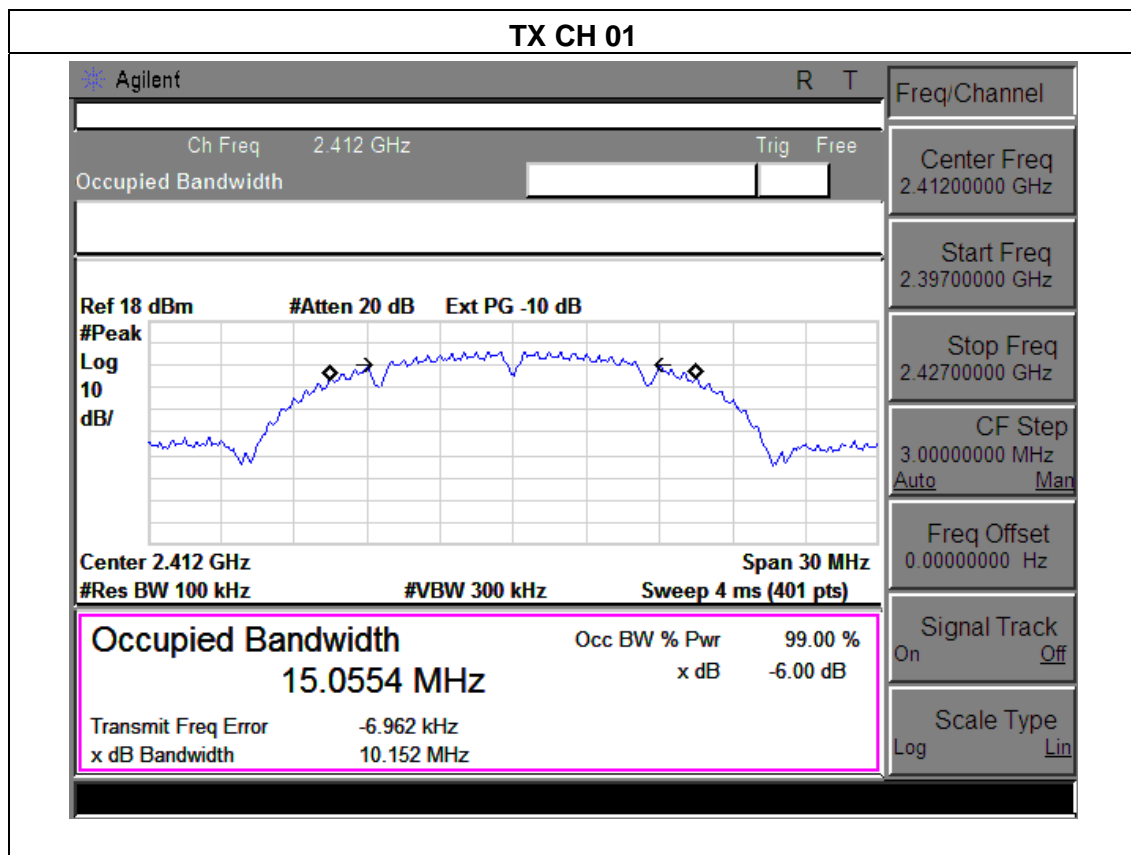 TX CH 01
Agilent R T
Ch Freq 2.412 GHz Trig Free
Occupied Bandwidth
Ref 18 dBm #Atten 20 dB Ext PG -10 dB
#Peak
Log
10
dB/
Center 2.412 GHz Span 30 MHz
#Res BW 100 kHz #VBW 300 kHz Sweep 4 ms (401 pts)
Occupied Bandwidth
15.0554 MHz
Occ BW % Pwr 99.00 %
x dB -6.00 dB
Transmit Freq Error -6.962 kHz
x dB Bandwidth 10.152 MHz
Freq/Channel
Center Freq
2.41200000 GHz
Start Freq
2.39700000 GHz
Stop Freq
2.42700000 GHz
CF Step
3.00000000 MHz
Auto Man
Freq Offset
0.00000000 Hz
Signal Track
On Off
Scale Type
Log Lin